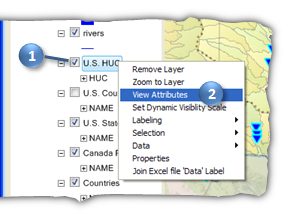 rivers
1
U.S. HUC
HUC
U.S. Cou
NAME
U.S. State
NAME
Canada P
NAME
Countries
NAME
Remove Layer
Zoom to Layer
View Attributes
2
Set Dynamic Visiblity Scale
Labeling
Selection
Data
Properties
Join Excel file 'Data' Label